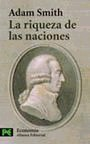 Adam Smith
La riqueza de
las naciones
Economía
Alianza Editorial